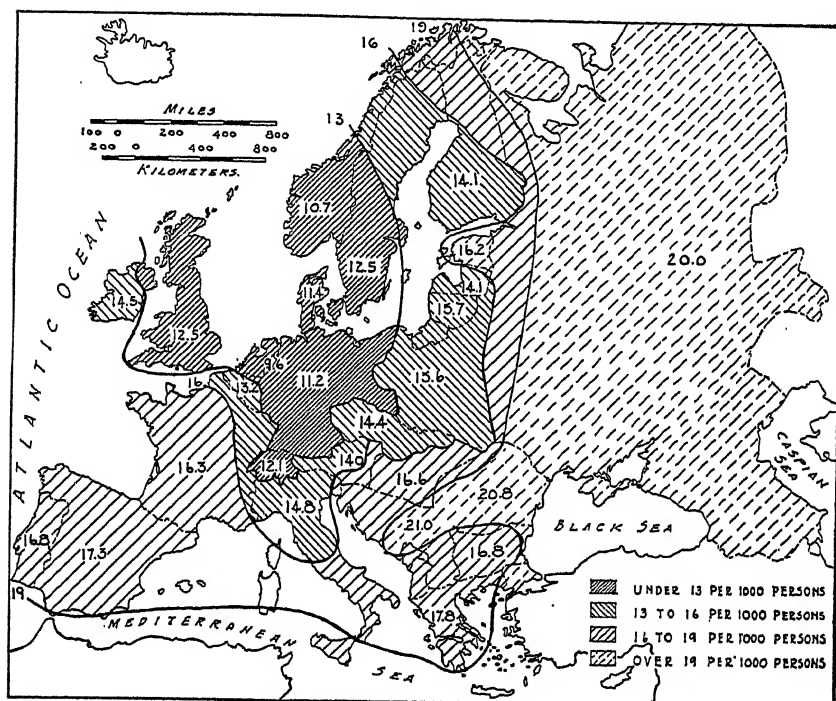 19
16
MILES
100 0 200 400 600 800
200 0 400 800
KILOMETERS.
13
14.1
10.7
16.2
20.0
12.5
14.1
11.4
15.7
14.5
12.5
9.6
11.2
15.6
16
13.2
14.4
16.3
12.1
14.0
16.6
20.8
14.8
21.0
16.8
17.3
16.8
17.8
19
ATLANTIC OCEAN
CASPIAN
SEA
BLACK SEA
MEDITERRANEAN
SEA
UNDER 13 PER 1000 PERSONS
13 TO 16 PER 1000 PERSONS
16 TO 19 PER 1000 PERSONS
OVER 19 PER 1000 PERSONS